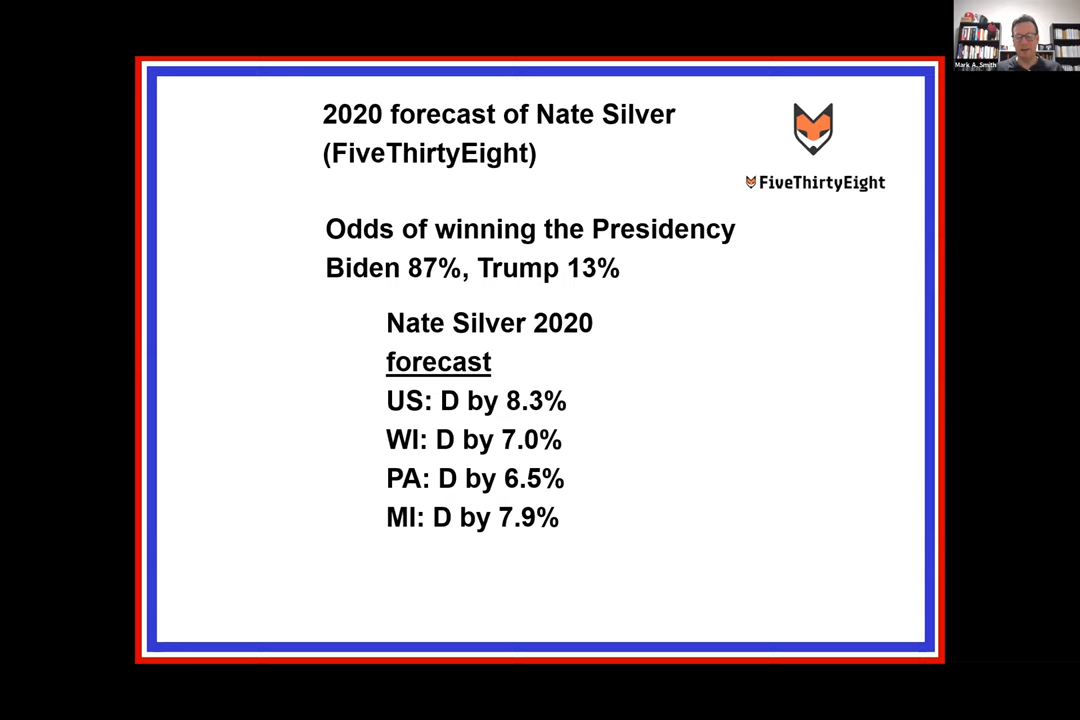 Mark A. Smith
2020 forecast of Nate Silver
(FiveThirtyEight)
FiveThirtyEight
Odds of winning the Presidency
Biden 87%, Trump 13%
Nate Silver 2020
forecast
US: D by 8.3%
WI: D by 7.0%
PA: D by 6.5%
MI: D by 7.9%